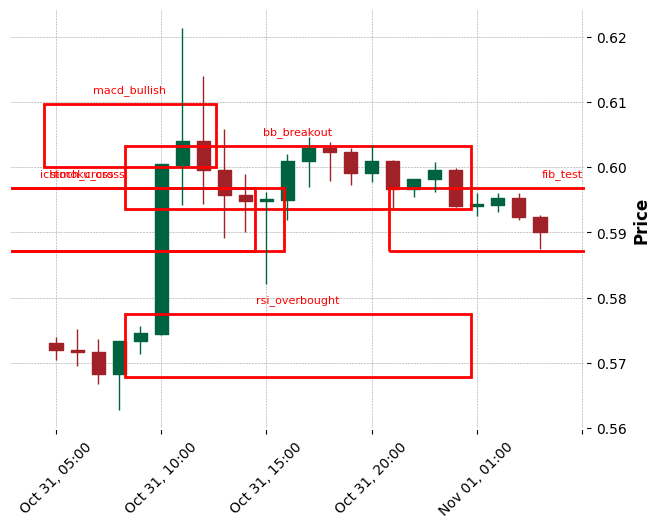 0.62
macd_bullish
0.61
bb_breakout
0.60
stoch_cross
fib_test
0.59
Price
rsi_overbought
0.58
0.57
0.56
Oct 31, 05:00
Oct 31, 10:00
Oct 31, 15:00
Oct 31, 20:00
Nov 01, 01:00